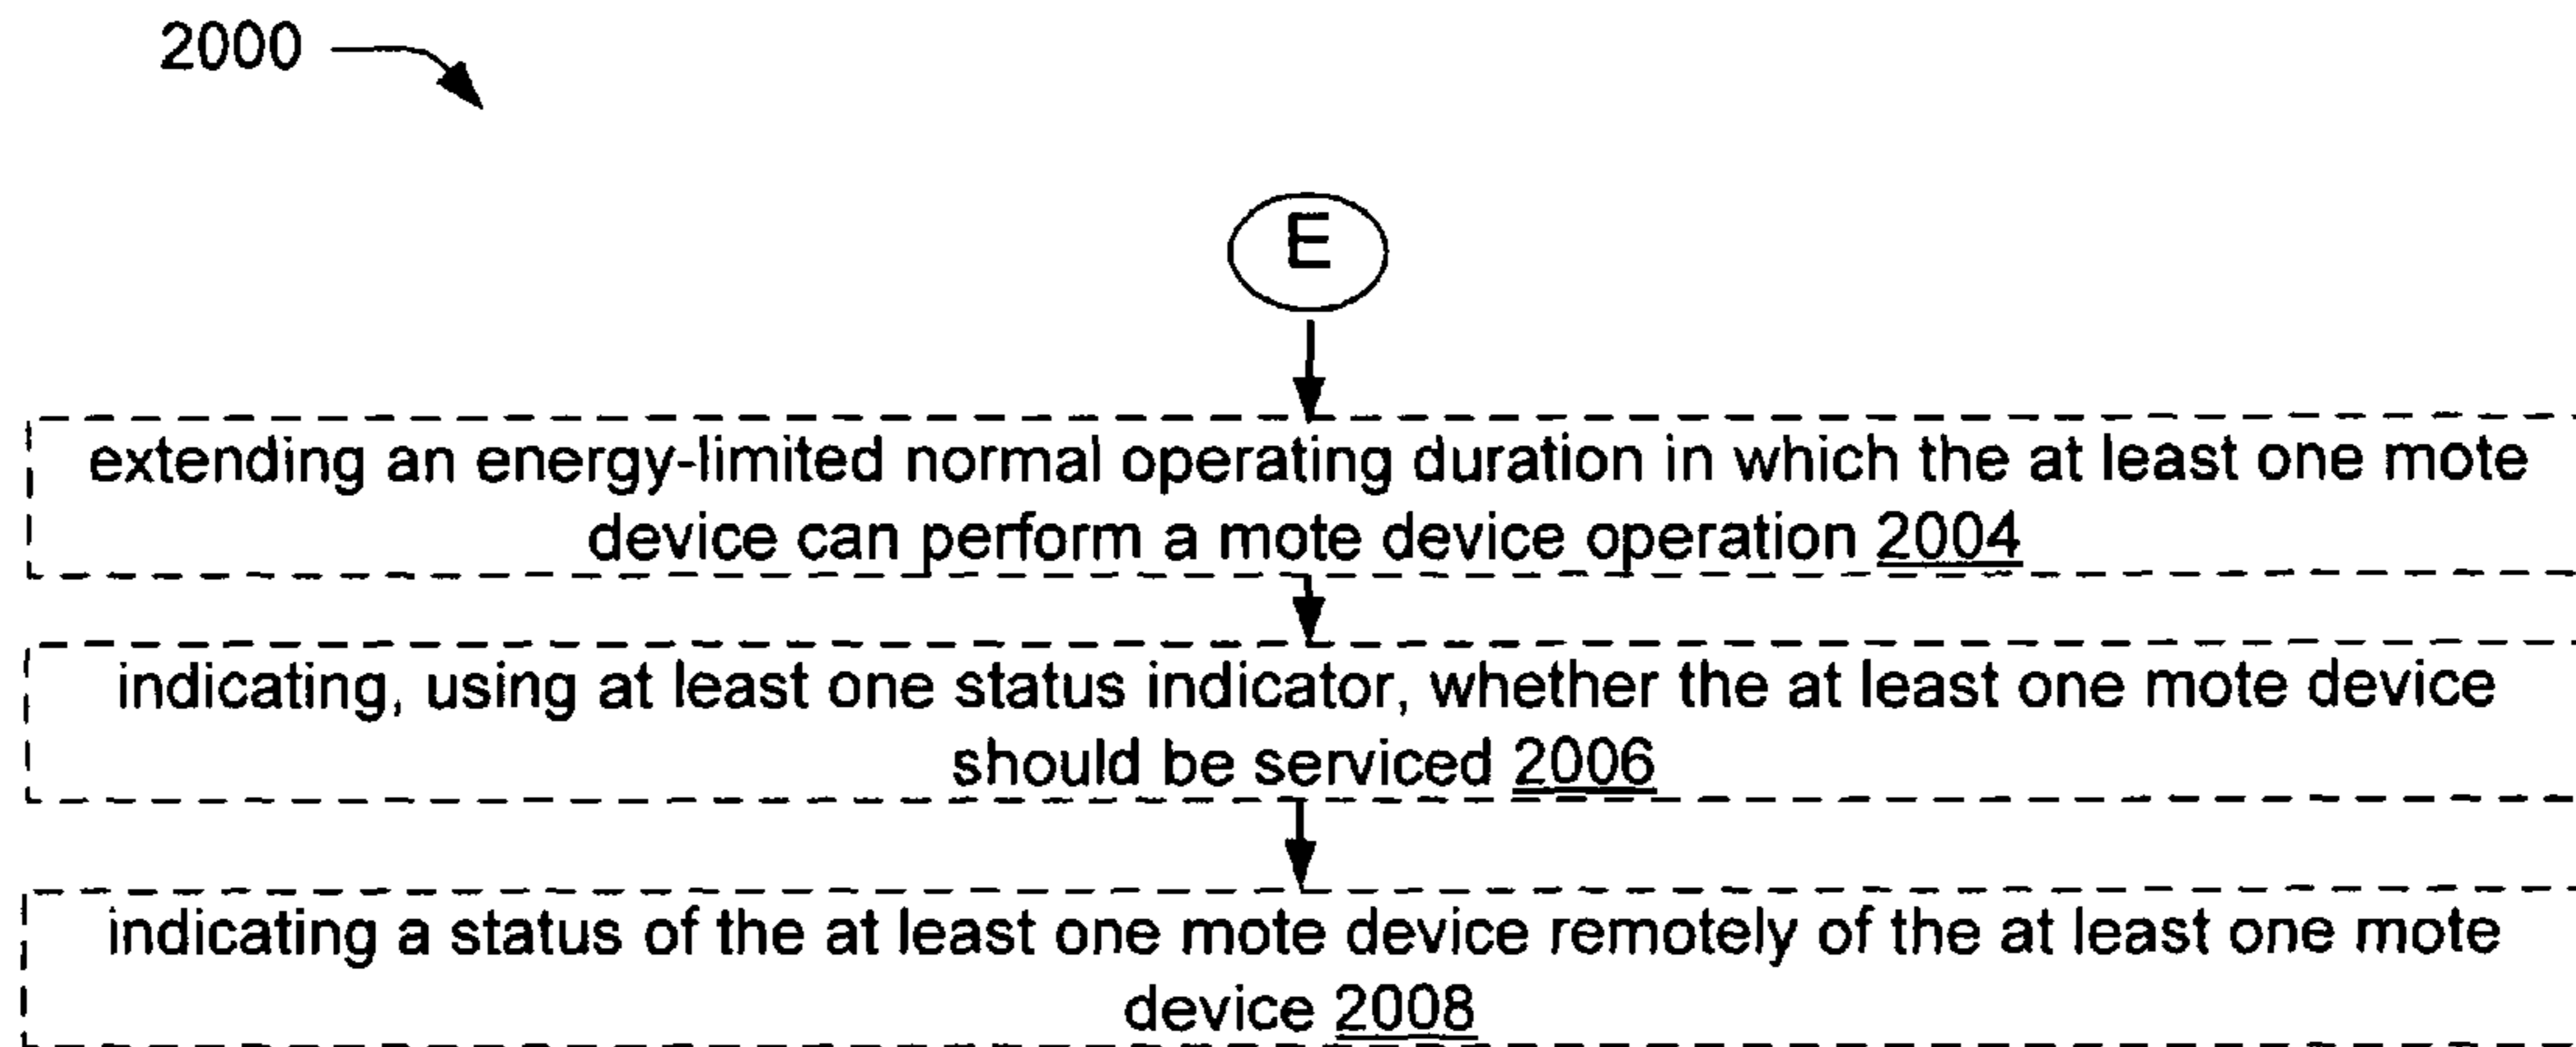 2000
E
extending an energy-limited normal operating duration in which the at least one mote
device can perform a mote device operation 2004
indicating, using at least one status indicator, whether the at least one mote device
should be serviced 2006
indicating a status of the at least one mote device remotely of the at least one mote
device 2008